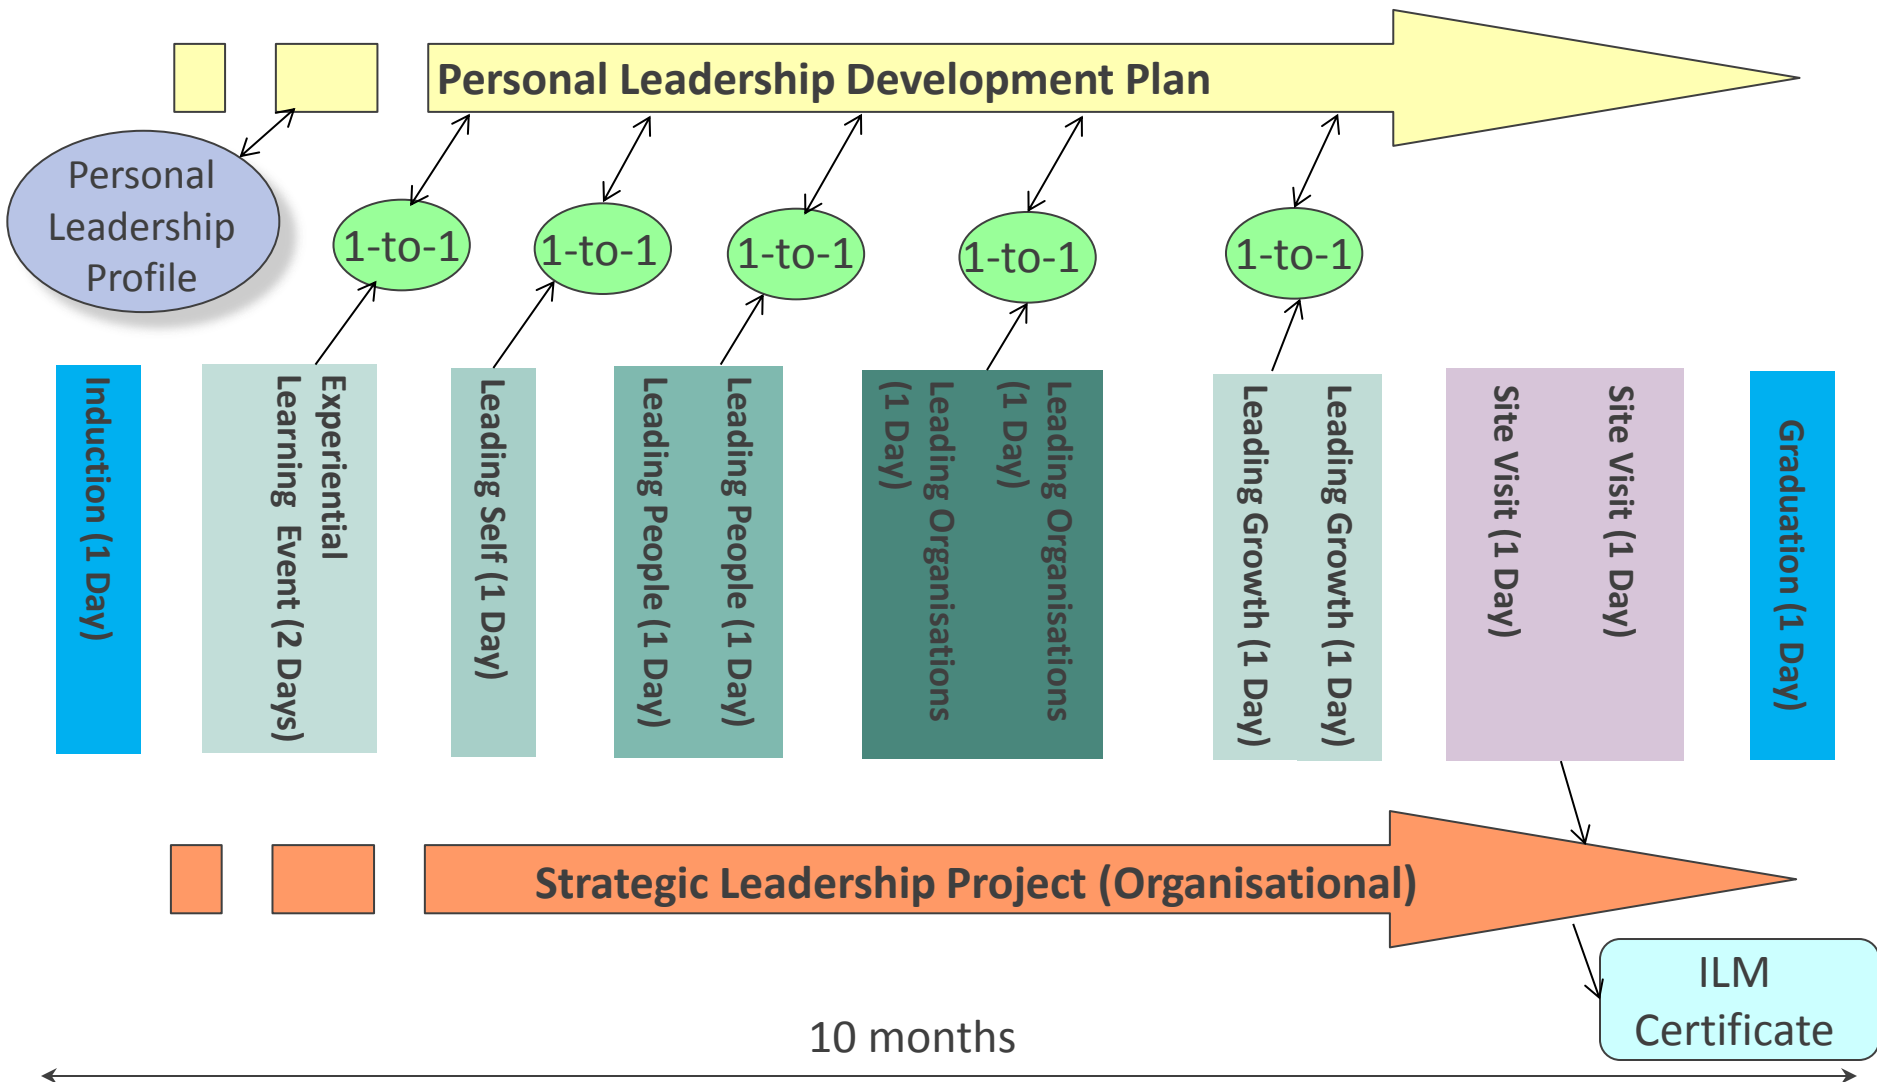 Personal Leadership Development Plan
Personal
Leadership
Profile
1-to-1
1-to-1
1-to-1
1-to-1
1-to-1
Induction (1 Day)
Experiential
Learning Event (2 Days)
Leading Self (1 Day)
Leading People (1 Day)
Leading People (1 Day)
Leading Organisations
(1 Day)
Leading Organisations
(1 Day)
Leading Growth (1 Day)
Leading Growth (1 Day)
Site Visit (1 Day)
Site Visit (1 Day)
Graduation (1 Day)
Strategic Leadership Project (Organisational)
ILM
Certificate
10 months